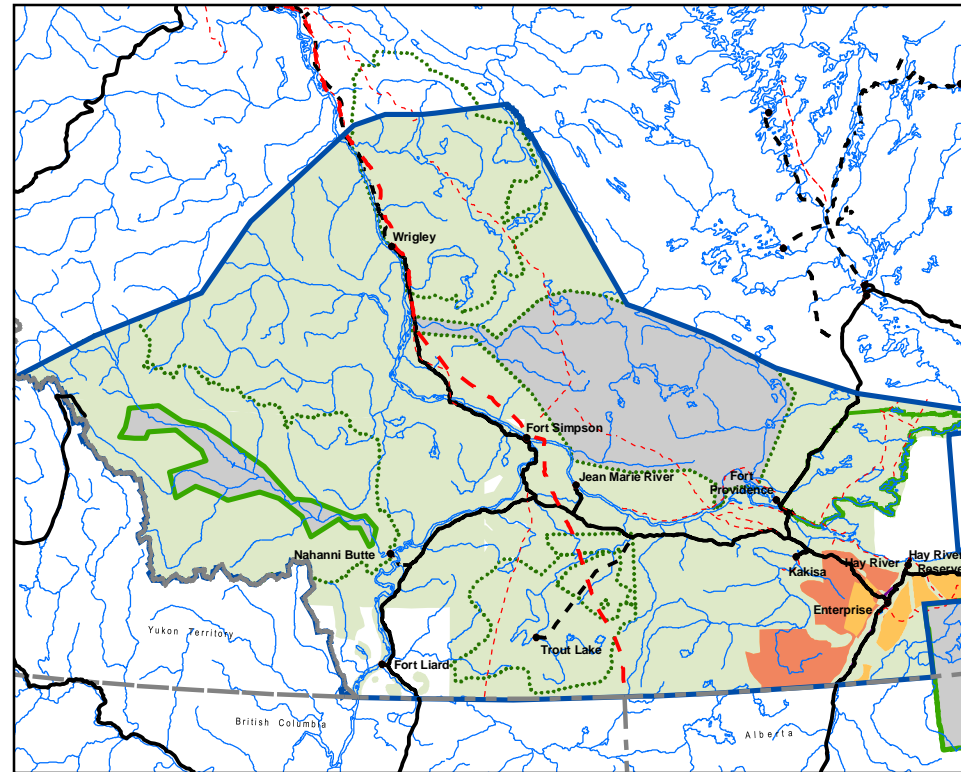 Wrigley
Fort Simpson
Jean Marie River
Fort
Providence
Nahanni Butte
Hay River
Hay River
Reserve
Kakisa
Enterprise
Yukon Territory
Trout Lake
Fort Liard
British Columbia
Alberta